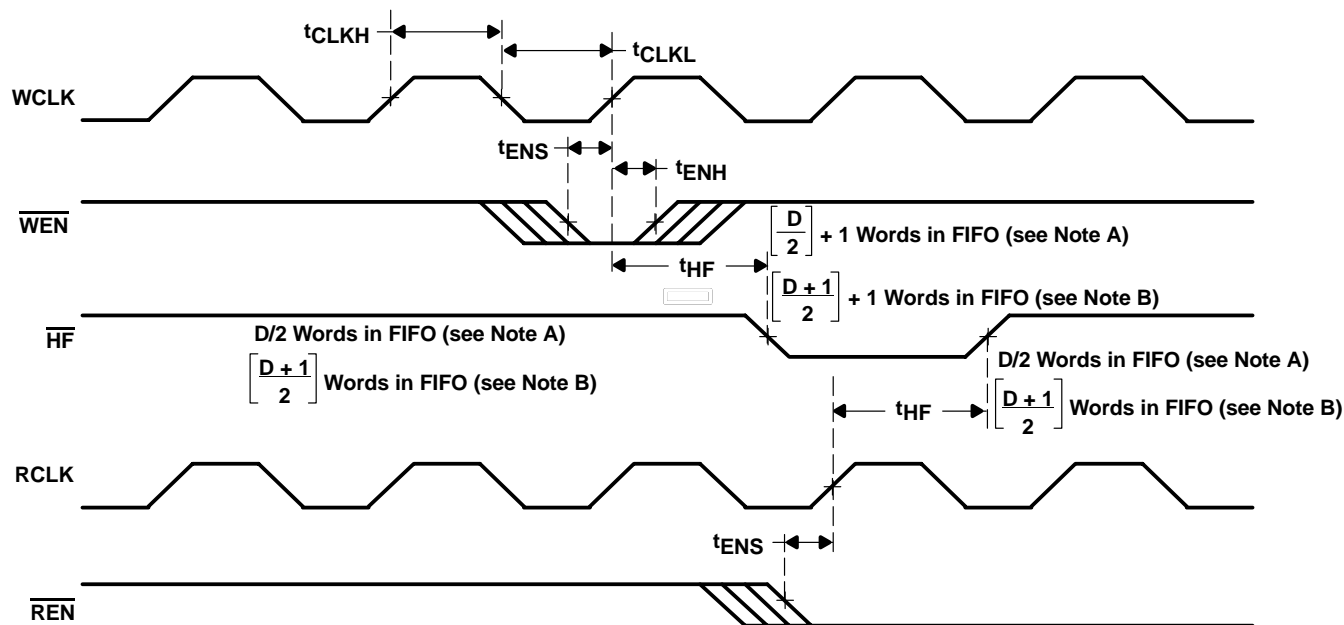 tCLKH
tCLKL
WCLK
tENS
tENH
WEN
[D/2] + 1 Words in FIFO (see Note A)
tHF
[D + 1/2] + 1 Words in FIFO (see Note B)
HF
D/2 Words in FIFO (see Note A)
[D + 1/2] Words in FIFO (see Note B)
D/2 Words in FIFO (see Note A)
tHF
[D + 1/2] Words in FIFO (see Note B)
RCLK
tENS
REN